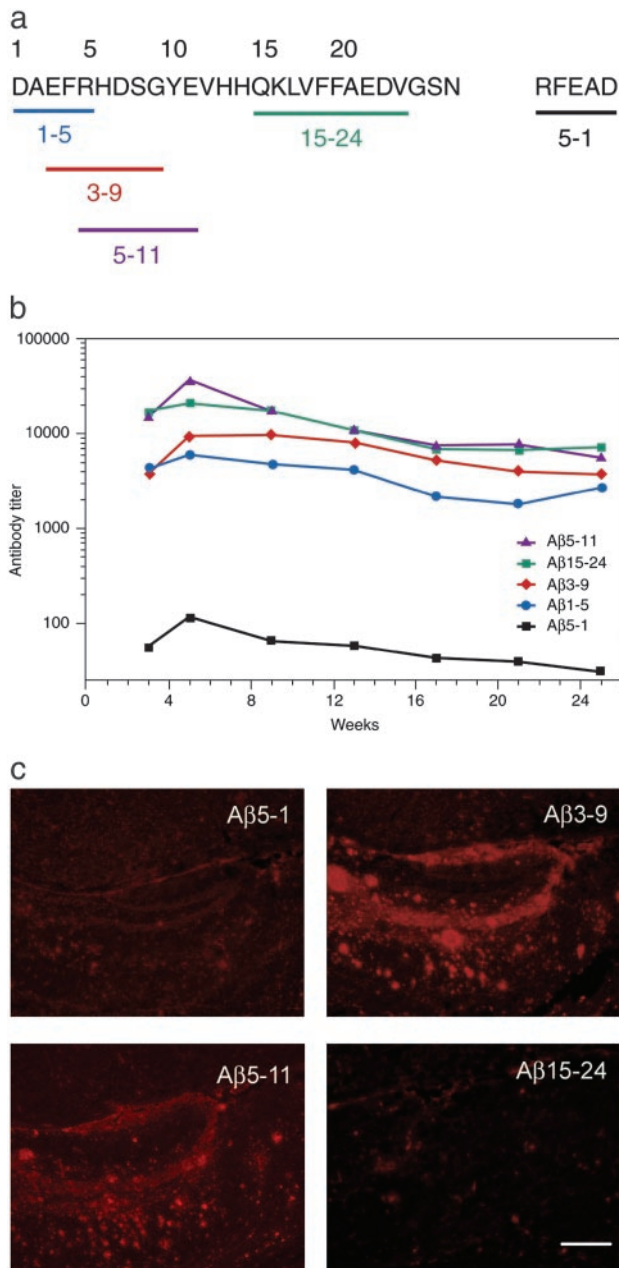 a
1 5 10 15 20
DAEFRHDSGYEVHHQKLVFFAEDVGSN RFEAD
1-5 15-24 5-1
3-9
5-11
b
100000
10000
1000
100
Antibody titer
Aβ5-11
Aβ15-24
Aβ3-9
Aβ1-5
Aβ5-1
0 4 8 12 16 20 24
Weeks
c
Aβ5-1 Aβ3-9
Aβ5-11 Aβ15-24